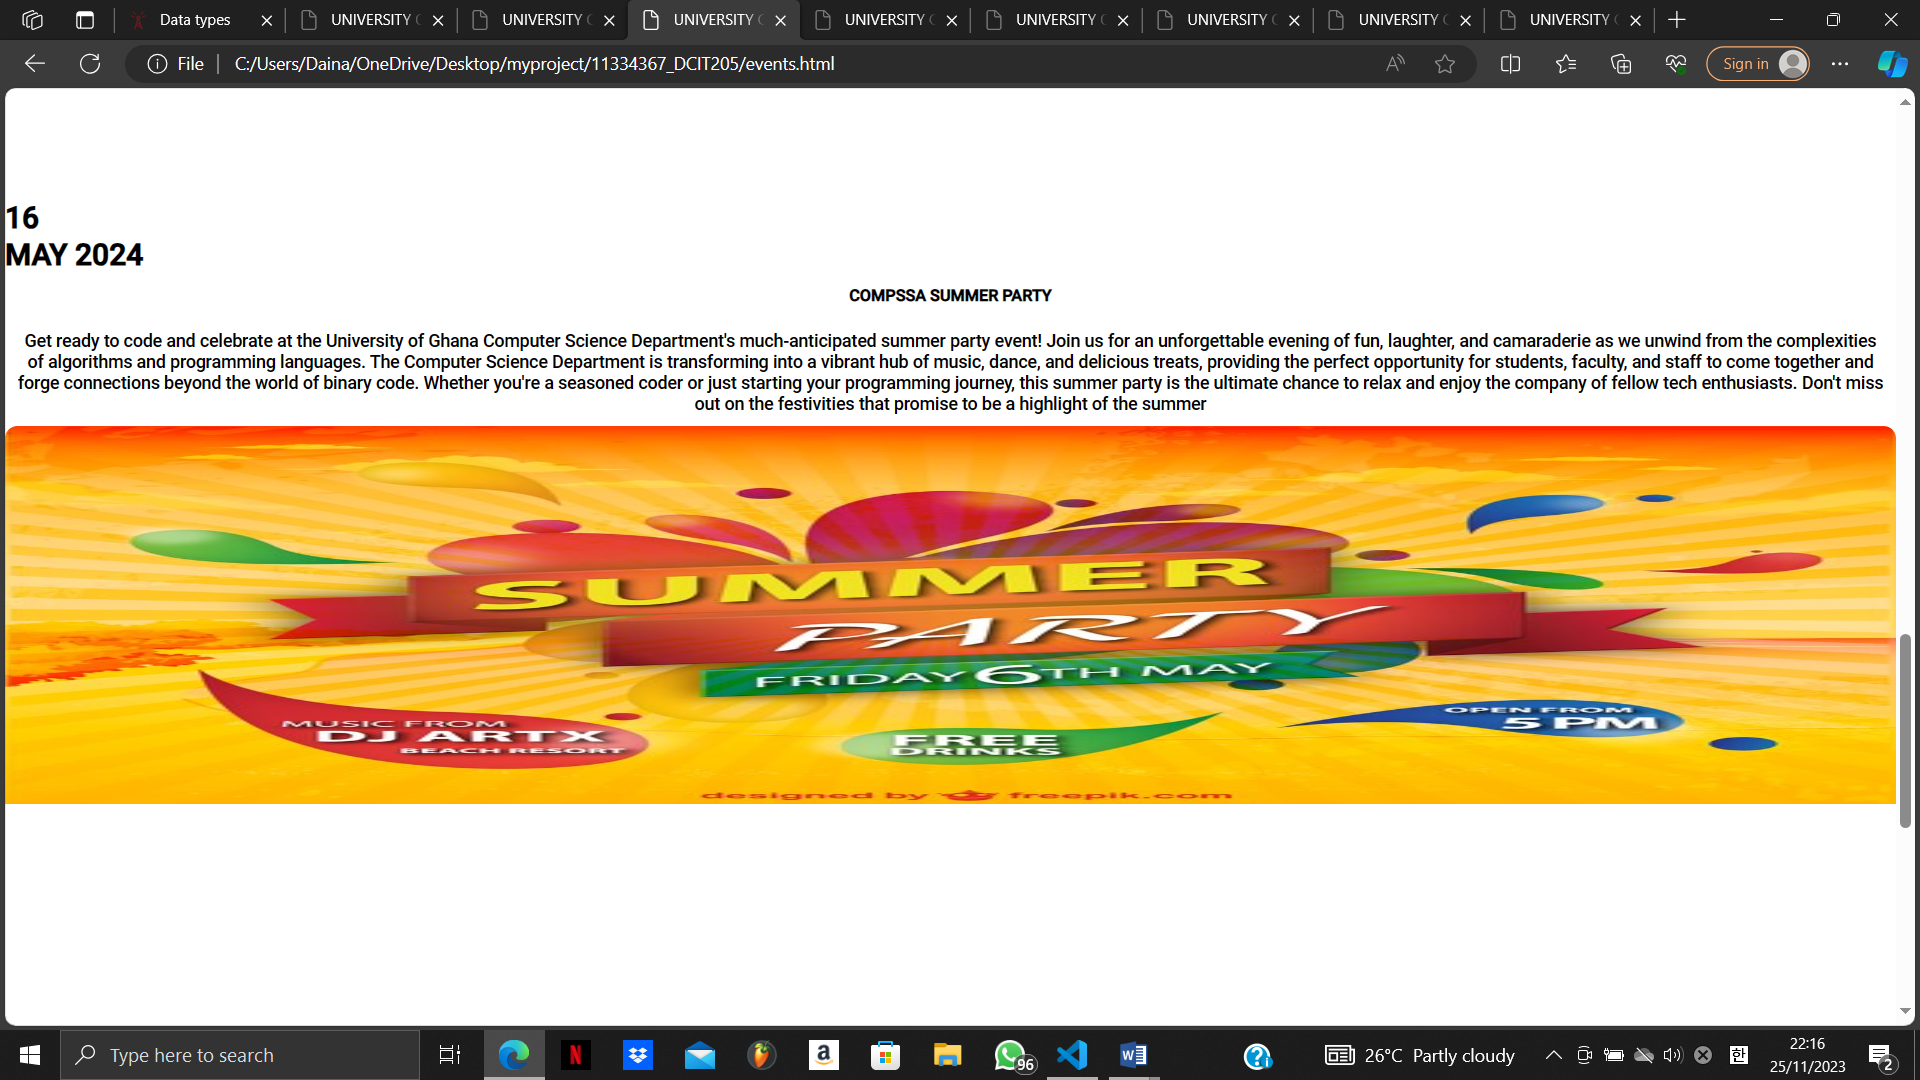 Data types
UNIVERSITY
UNIVERSITY
UNIVERSITY
UNIVERSITY
UNIVERSITY
UNIVERSITY
UNIVERSITY
UNIVERSITY
File
C:/Users/Daina/OneDrive/Desktop/myproject/11334367_DCIT205/events.html
Sign in
16
MAY 2024
COMPSSA SUMMER PARTY
Get ready to code and celebrate at the University of Ghana Computer Science Department's much-anticipated summer party event! Join us for an unforgettable evening of fun, laughter, and camaraderie as we unwind from the complexities
of algorithms and programming languages. The Computer Science Department is transforming into a vibrant hub of music, dance, and delicious treats, providing the perfect opportunity for students, faculty, and staff to come together and
forge connections beyond the world of binary code. Whether you're a seasoned coder or just starting your programming journey, this summer party is the ultimate chance to relax and enjoy the company of fellow tech enthusiasts. Don't miss
out on the festivities that promise to be a highlight of the summer
SUMMER
PARTY
FRIDAY 6TH MAY
MUSIC FROM
DJ ARTX
BEACH RESORT
FREE
DRINKS
OPEN FROM
5 PM
designed by freepik.com
Type here to search
96
26°C Partly cloudy
한
22:16
25/11/2023
2